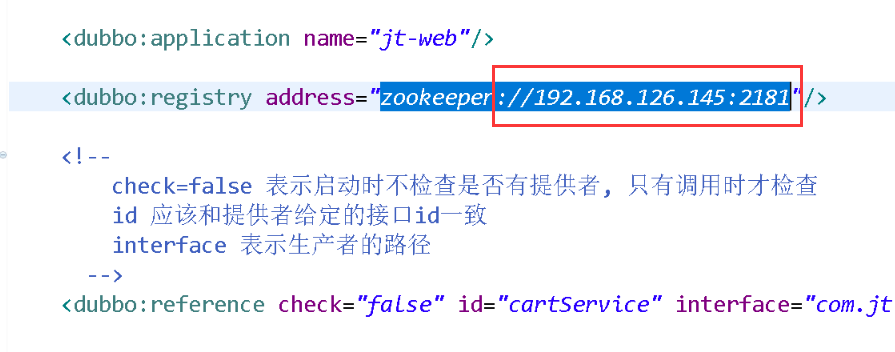 <dubbo:application name="jt-web"/>
<dubbo:registry address="zookeeper://192.168.126.145:2181"/>
<!--
check=false 表示启动时不检查是否有提供者, 只有调用时才检查
id 应该和提供者给定的接口id一致
interface 表示生产者的路径
-->
<dubbo:reference check="false" id="cartService" interface="com.jt